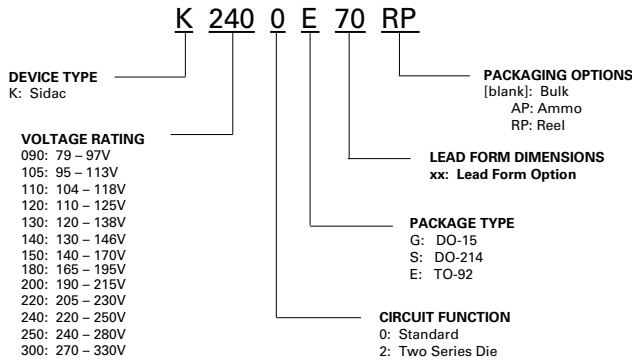 K 240 0 E 70 RP
DEVICE TYPE
K: Sidac
VOLTAGE RATING
090: 79 – 97V
105: 95 – 113V
110: 104 – 118V
120: 110 – 125V
130: 120 – 138V
140: 130 – 146V
150: 140 – 170V
180: 165 – 195V
200: 190 – 215V
220: 205 – 230V
240: 220 – 250V
250: 240 – 280V
300: 270 – 330V
PACKAGING OPTIONS
[blank]: Bulk
AP: Ammo
RP: Reel
LEAD FORM DIMENSIONS
xx: Lead Form Option
PACKAGE TYPE
G: DO-15
S: DO-214
E: TO-92
CIRCUIT FUNCTION
0: Standard
2: Two Series Die